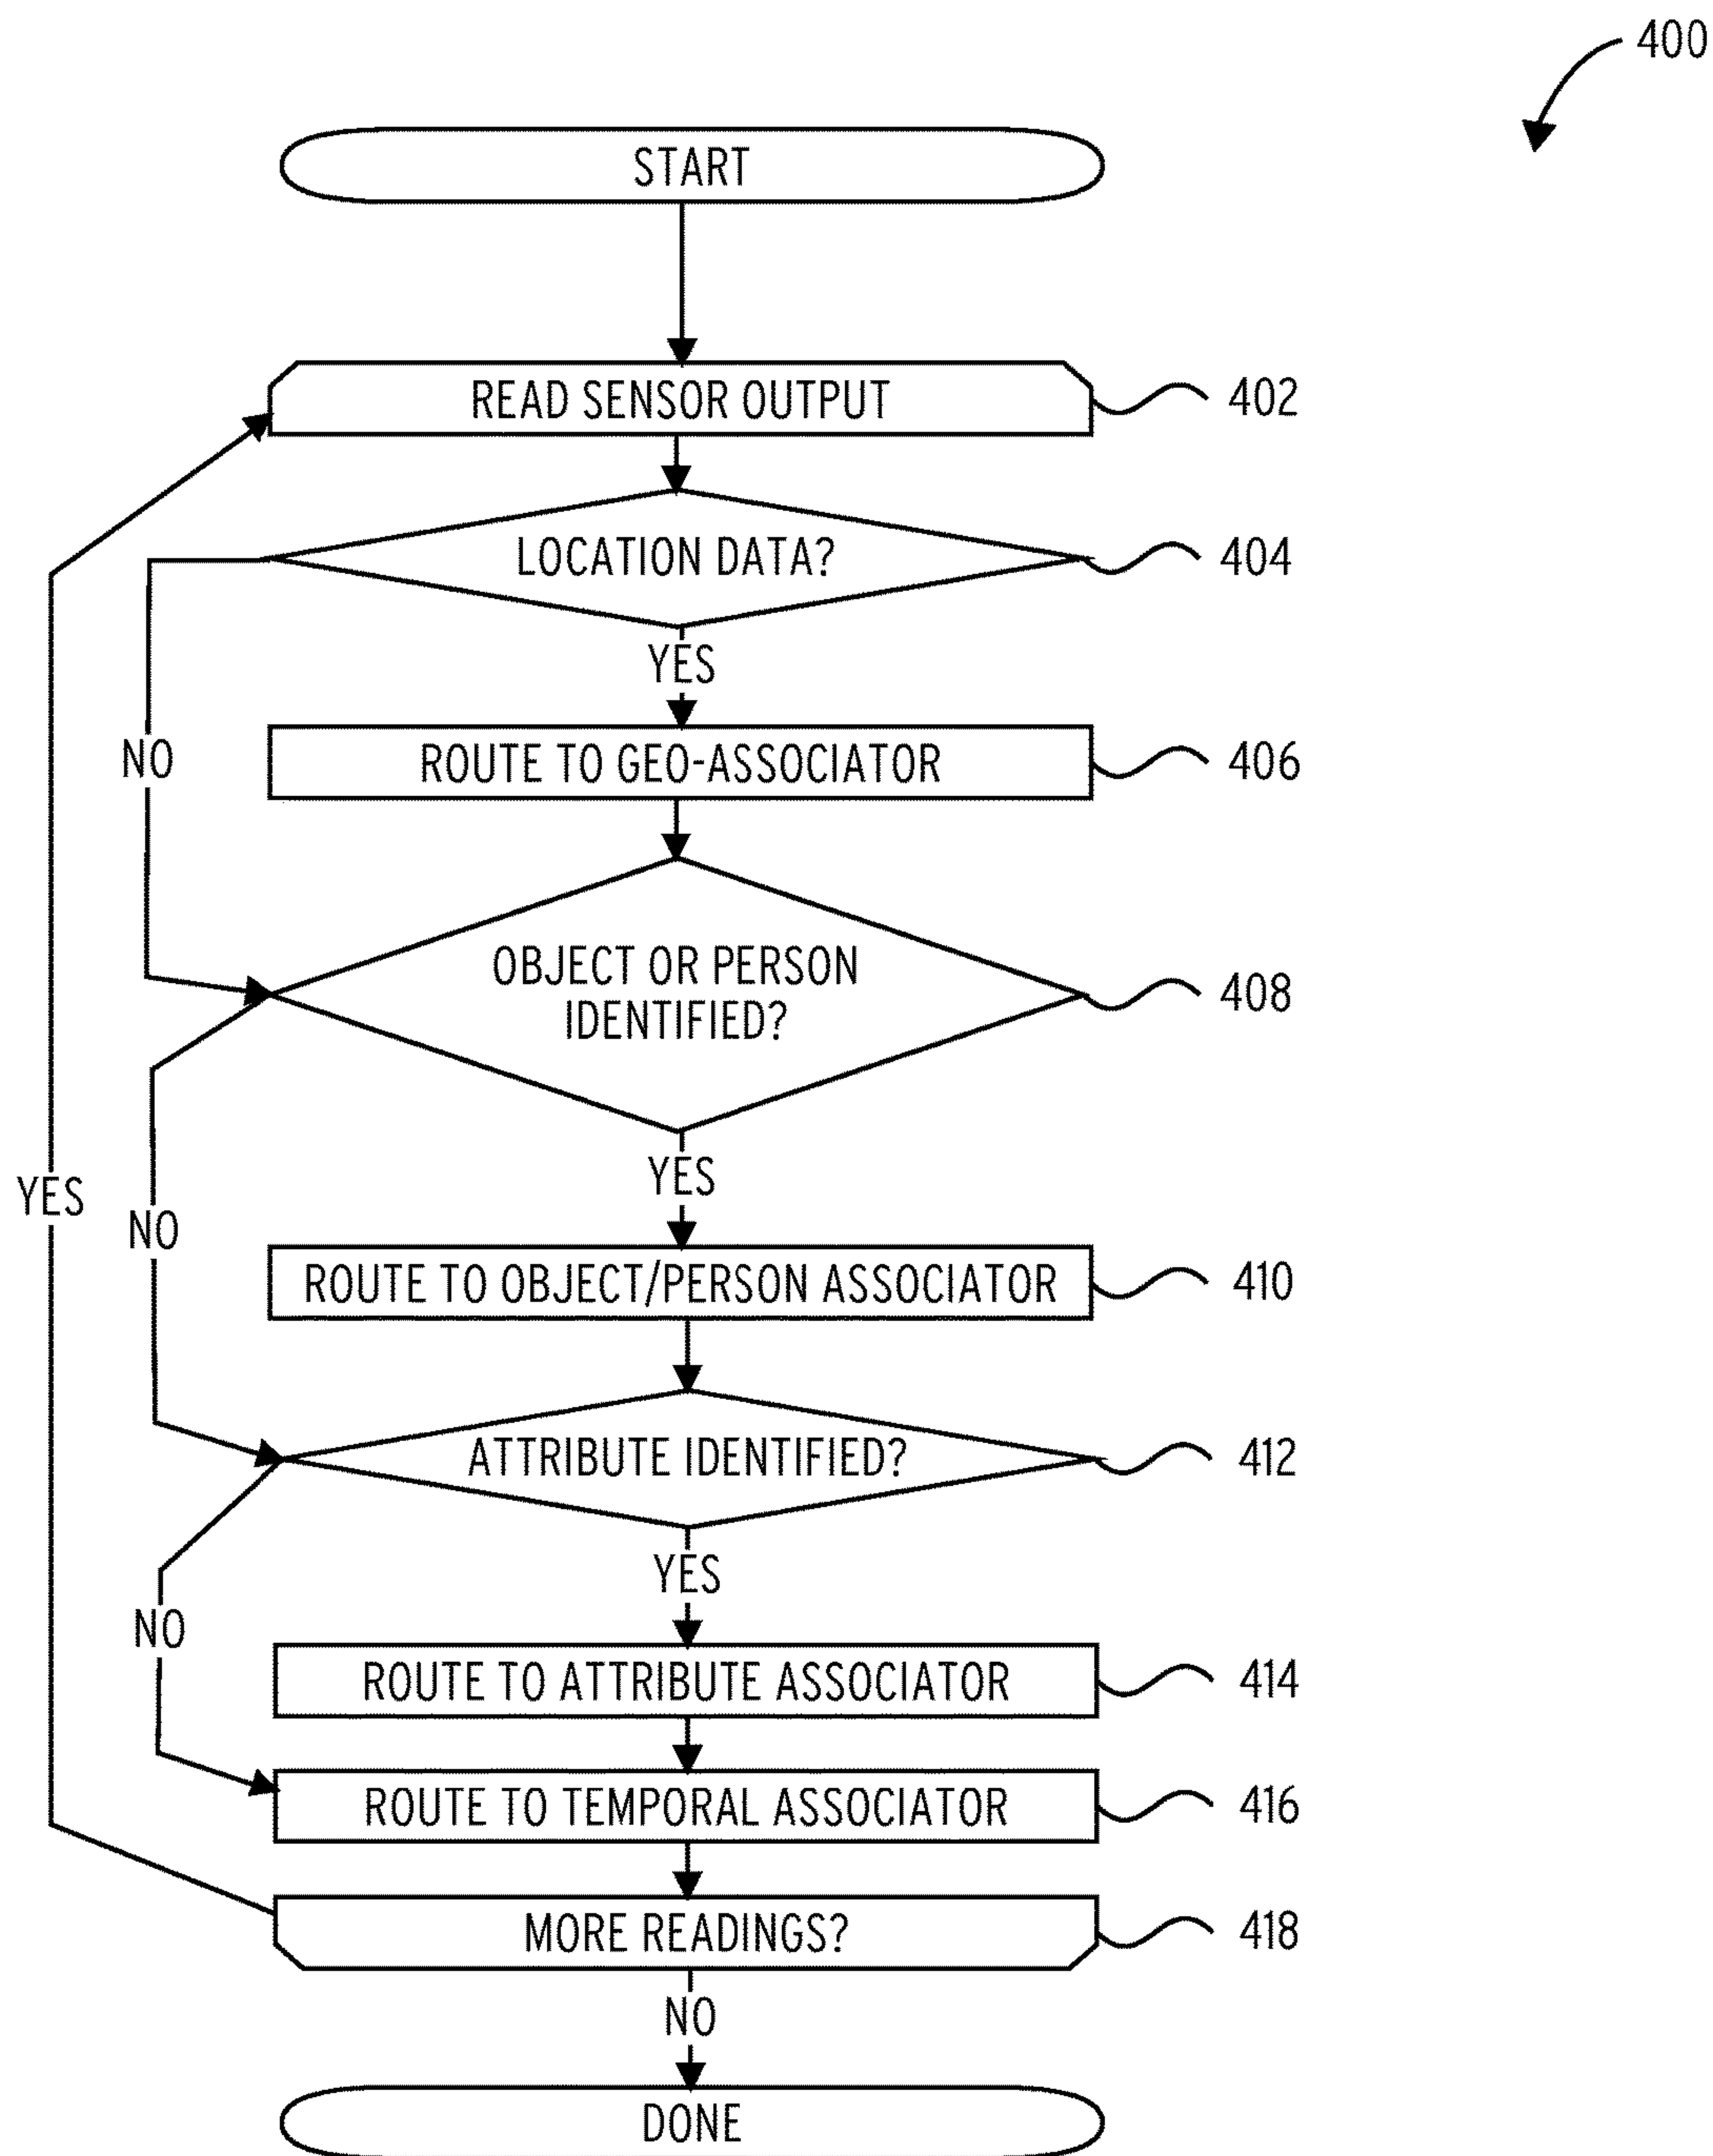 400
START
READ SENSOR OUTPUT
402
LOCATION DATA?
404
YES
ROUTE TO GEO-ASSOCIATOR
406
NO
OBJECT OR PERSON
IDENTIFIED?
408
YES
YES
NO
ROUTE TO OBJECT/PERSON ASSOCIATOR
410
ATTRIBUTE IDENTIFIED?
412
YES
NO
ROUTE TO ATTRIBUTE ASSOCIATOR
414
ROUTE TO TEMPORAL ASSOCIATOR
416
MORE READINGS?
418
NO
DONE